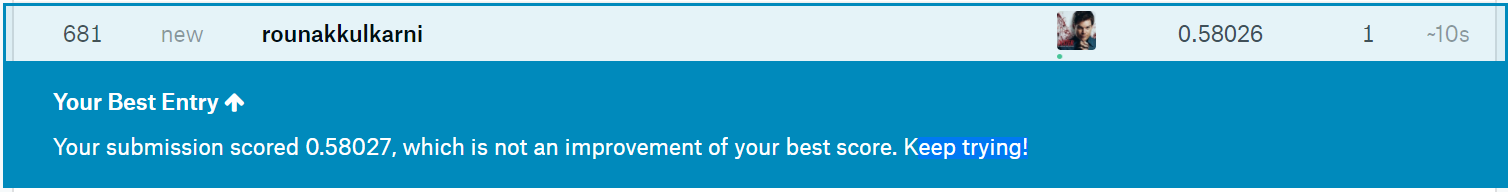 681 new rounakkulkarni 0.58026 1 ~10s
Your Best Entry ↑
Your submission scored 0.58027, which is not an improvement of your best score. Keep trying!